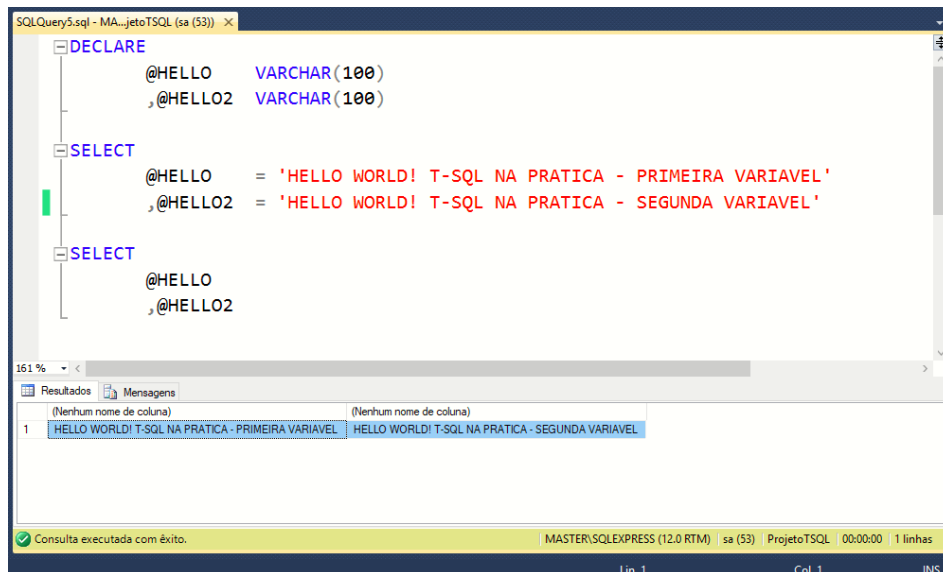 SQLQuery5.sql - MA...jetoTSQL (sa (53))
DECLARE
@HELLO VARCHAR(100)
,@HELLO2 VARCHAR(100)
SELECT
@HELLO = 'HELLO WORLD! T-SQL NA PRATICA - PRIMEIRA VARIAVEL'
,@HELLO2 = 'HELLO WORLD! T-SQL NA PRATICA - SEGUNDA VARIAVEL'
SELECT
@HELLO
,@HELLO2
161 %
Resultados Mensagens
(Nenhum nome de coluna) (Nenhum nome de coluna)
1 HELLO WORLD! T-SQL NA PRATICA - PRIMEIRA VARIAVEL HELLO WORLD! T-SQL NA PRATICA - SEGUNDA VARIAVEL
Consulta executada com êxito. MASTER\SQLEXPRESS (12.0 RTM) sa (53) ProjetoTSQL 00:00:00 1 linhas
Lin 1 Col 1 INS